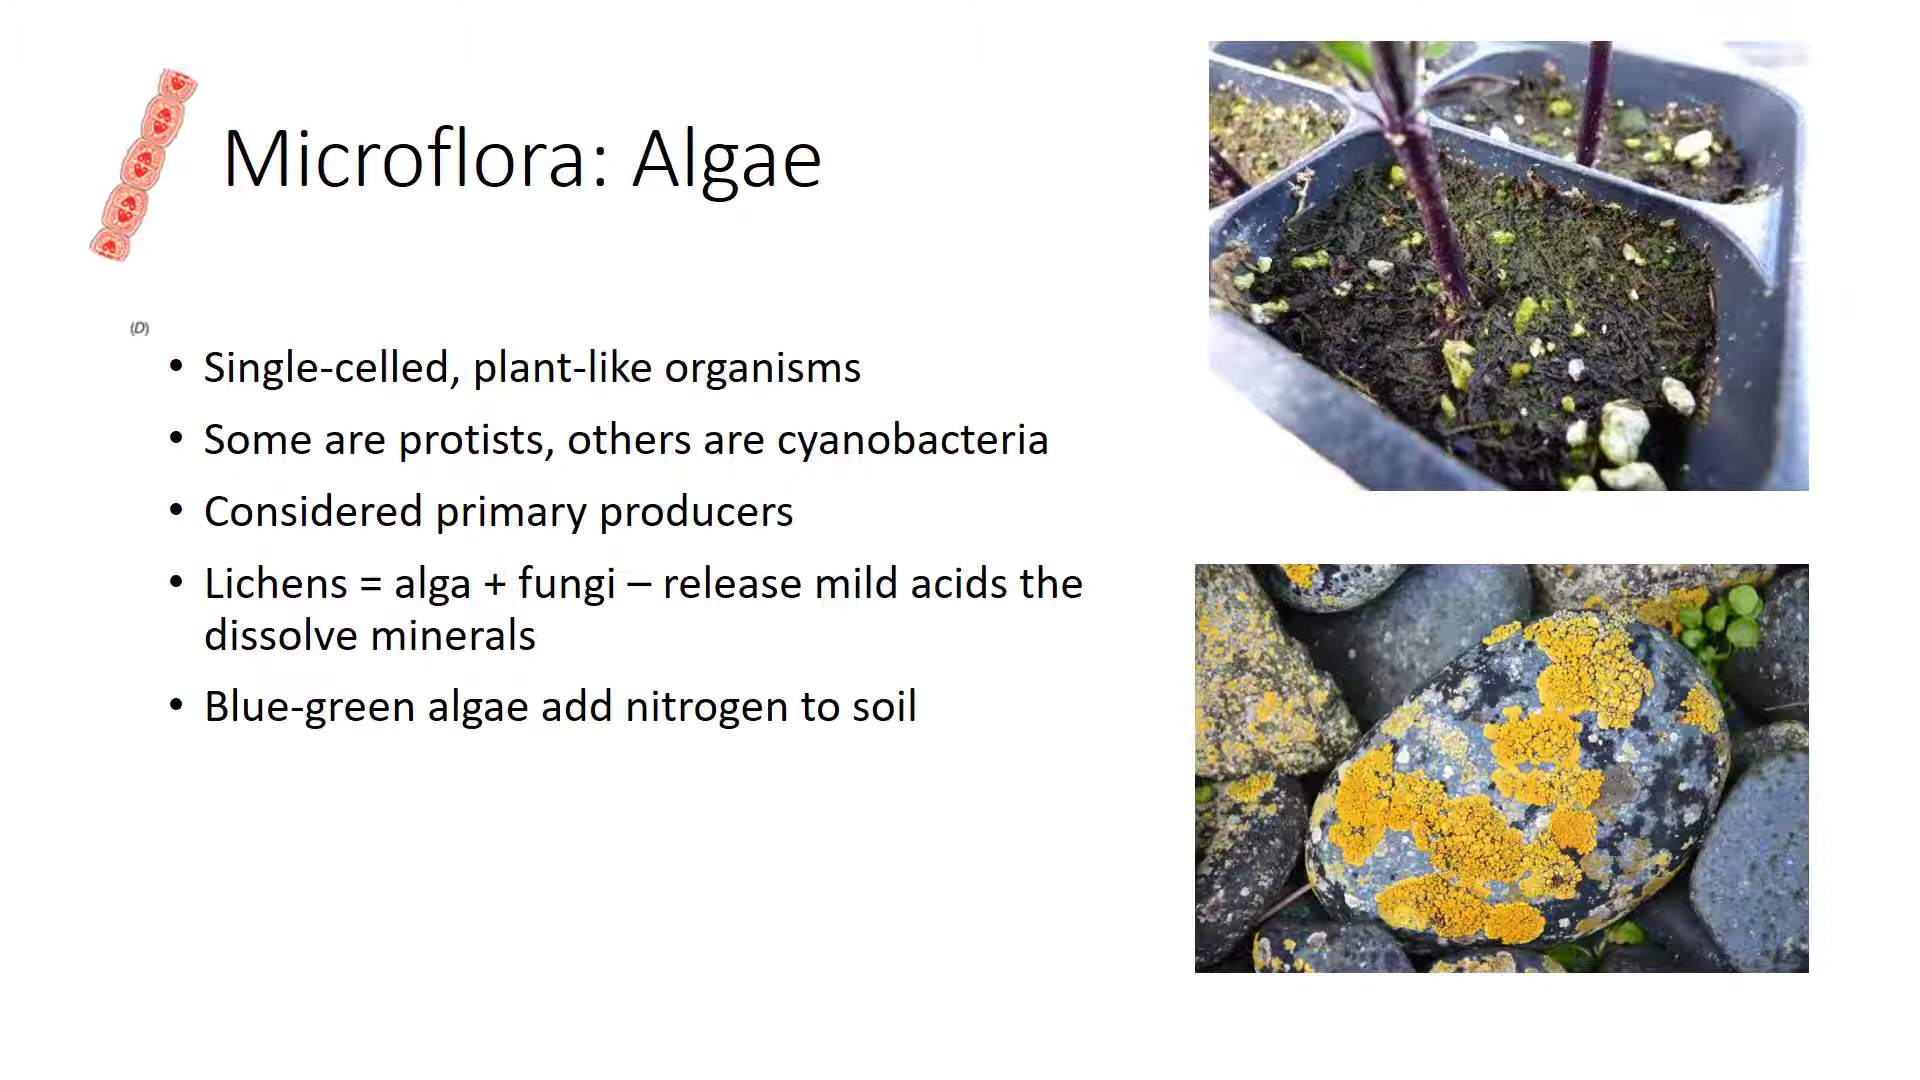 Microflora: Algae
(D)
• Single-celled, plant-like organisms
• Some are protists, others are cyanobacteria
• Considered primary producers
• Lichens = alga + fungi – release mild acids the
dissolve minerals
• Blue-green algae add nitrogen to soil